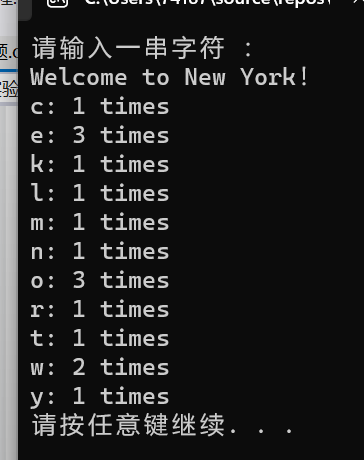 题.c
验
请输入一串字符 :
Welcome to New York!
c: 1 times
e: 3 times
k: 1 times
l: 1 times
m: 1 times
n: 1 times
o: 3 times
r: 1 times
t: 1 times
w: 2 times
y: 1 times
请按任意键继续. . .